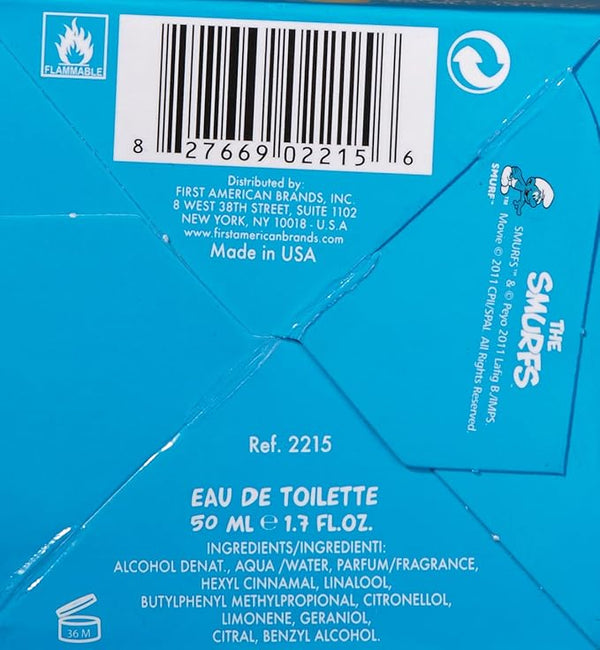 FLAMMABLE
8 27669 02215 6
Distributed by:
FIRST AMERICAN BRANDS, INC.
8 WEST 38TH STREET, SUITE 1102
NEW YORK, NY 10018 - U.S.A
www.firstamericanbrands.com
Made in USA
SMURF™
THE
SMURFS
SMURFS™ & © Peyo 2011 Lafig B/IMPS.
Movie © 2011 CPII/SPAI. All Rights Reserved.
Ref. 2215
EAU DE TOILETTE
50 ML e 1.7 FL.OZ.
INGREDIENTS/INGREDIENTI:
ALCOHOL DENAT., AQUA /WATER, PARFUM/FRAGRANCE,
HEXYL CINNAMAL, LINALOOL,
BUTYLPHENYL METHYLPROPIONAL, CITRONELLOL,
LIMONENE, GERANIOL,
CITRAL, BENZYL ALCOHOL.
36 M